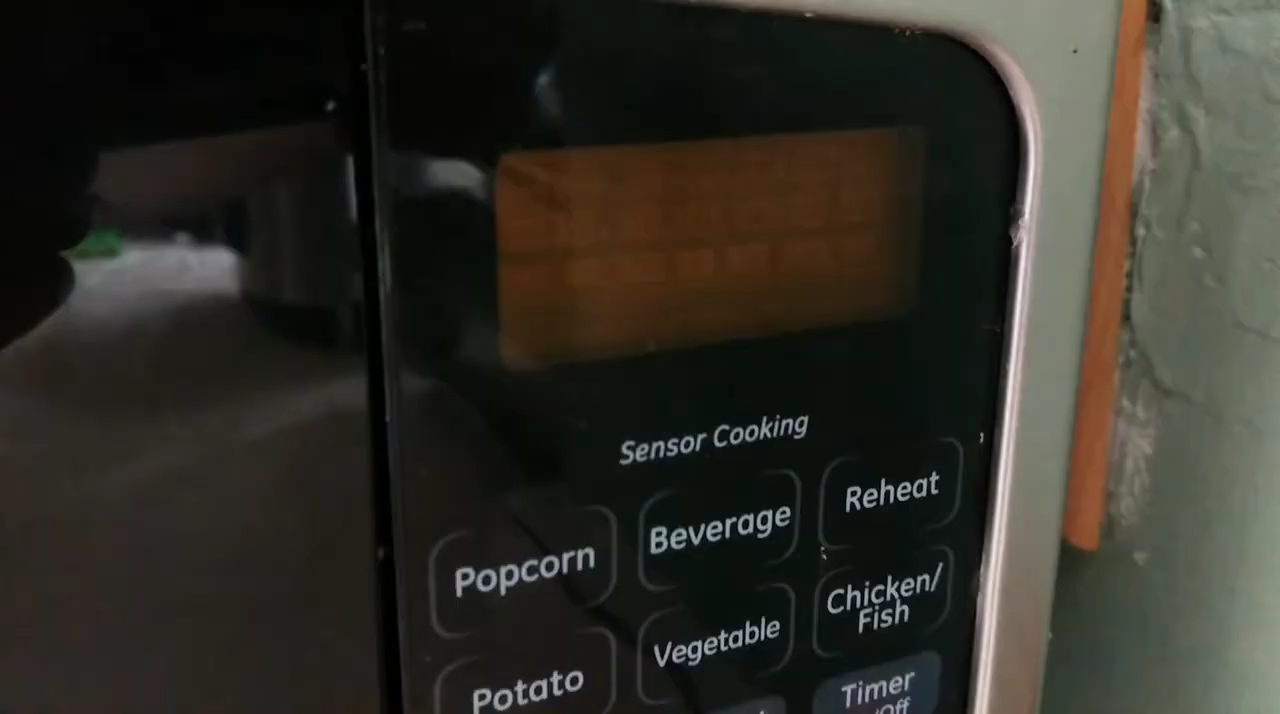 Sensor Cooking
Popcorn
Beverage
Reheat
Potato
Vegetable
Chicken/
Fish
Timer